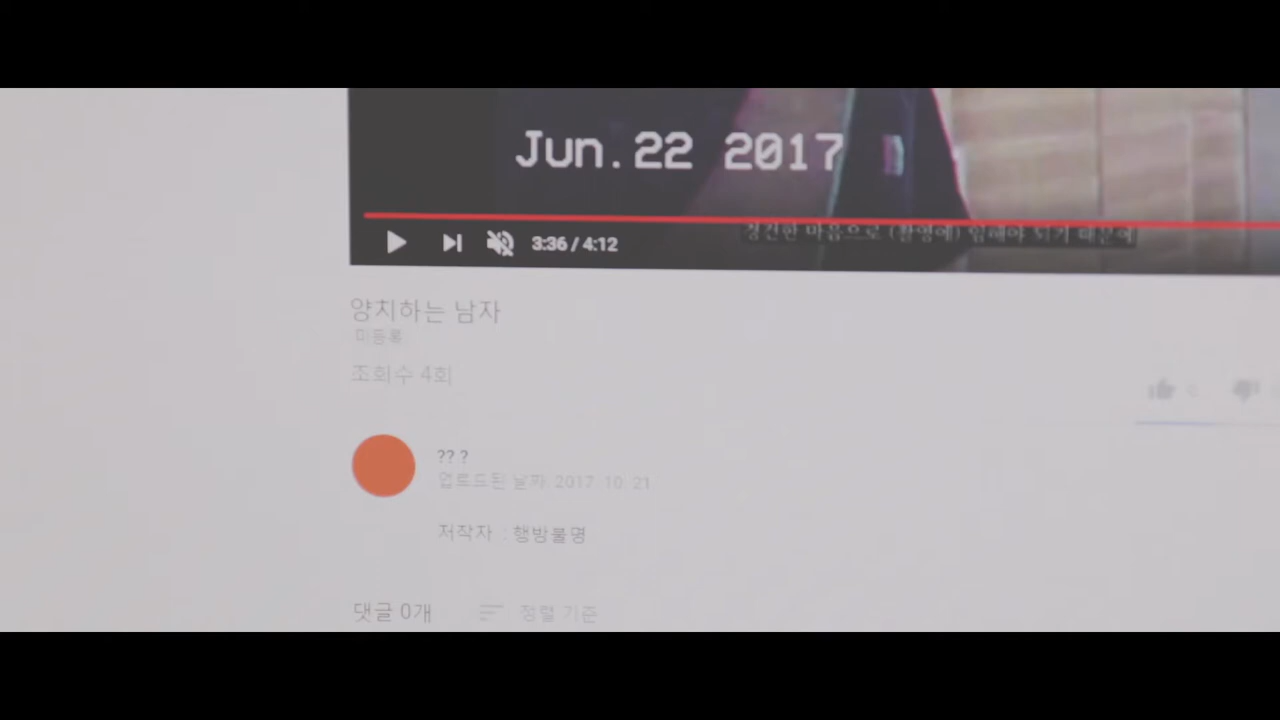 Jun. 22 2017
3:36 / 4:12
경건한 마음으로 (촬영에) 임해야 되기 때문에
양치하는 남자
미등록
조회수 4회
?? ?
업로드된 날짜: 2017. 10. 21
저작자 : 행방불명
댓글 0개
정렬 기준